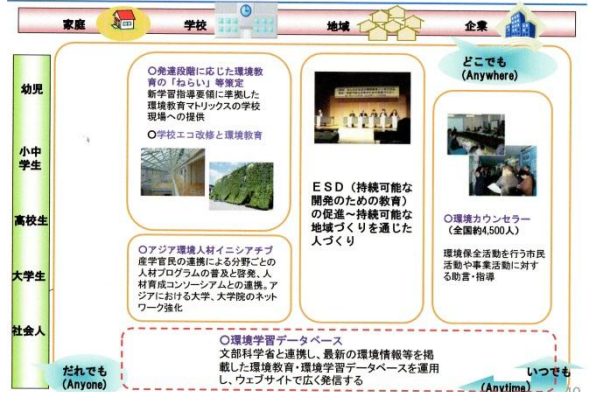 家庭
学校
地域
企業
どこでも
(Anywhere)
幼児
小中
学生
高校生
大学生
社会人
〇発達段階に応じた環境教
育の「ねらい」等策定
新学習指導要領に準拠した
環境教育マトリックスの学校
現場への提供
〇学校エコ改修と環境教育
〇アジア環境人材イニシアチブ
産学官民の連携による分野ごとの
人材プログラムの普及と啓発、人
材育成コンソーシアムとの連携。ア
ジアにおける大学、大学院のネット
ワーク強化
ESD(持続可能な
開発のための教育)
の促進~持続可能な
地域づくりを通じた
人づくり
〇環境カウンセラー
(全国約4,500人)
環境保全活動を行う市民
活動や事業活動に対す
る助言・指導
〇環境学習データベース
文部科学省と連携し、最新の環境情報等を掲
載した環境教育・環境学習データベースを運用
し、ウェブサイトで広く発信する
だれでも
(Anyone)
いつでも
(Anytime)